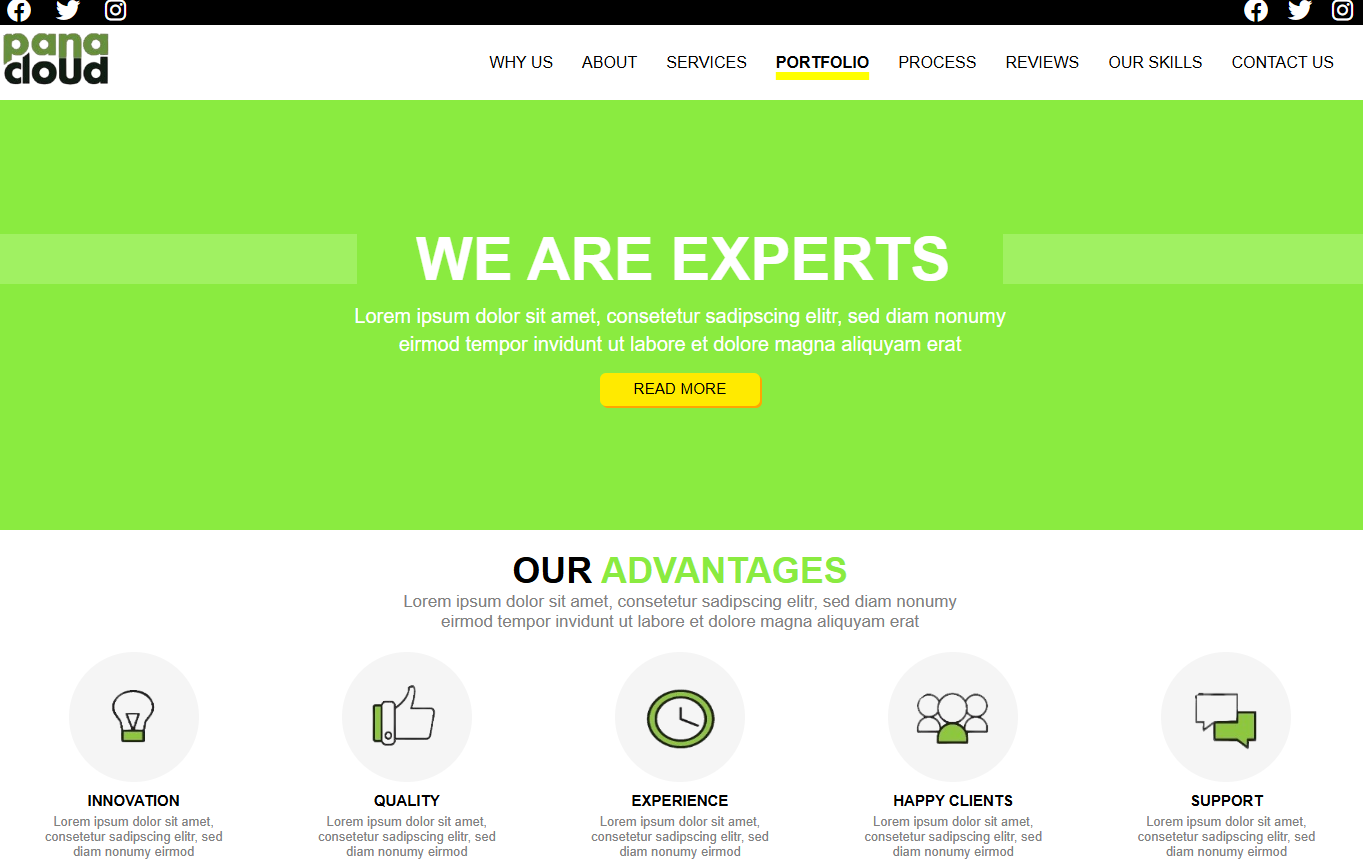 pana
cloud
WHY US ABOUT SERVICES PORTFOLIO PROCESS REVIEWS OUR SKILLS CONTACT US
WE ARE EXPERTS
Lorem ipsum dolor sit amet, consetetur sadipscing elitr, sed diam nonumy
eirmod tempor invidunt ut labore et dolore magna aliquyam erat
READ MORE
OUR ADVANTAGES
Lorem ipsum dolor sit amet, consetetur sadipscing elitr, sed diam nonumy
eirmod tempor invidunt ut labore et dolore magna aliquyam erat
INNOVATION
Lorem ipsum dolor sit amet,
consetetur sadipscing elitr, sed
diam nonumy eirmod
QUALITY
Lorem ipsum dolor sit amet,
consetetur sadipscing elitr, sed
diam nonumy eirmod
EXPERIENCE
Lorem ipsum dolor sit amet,
consetetur sadipscing elitr, sed
diam nonumy eirmod
HAPPY CLIENTS
Lorem ipsum dolor sit amet,
consetetur sadipscing elitr, sed
diam nonumy eirmod
SUPPORT
Lorem ipsum dolor sit amet,
consetetur sadipscing elitr, sed
diam nonumy eirmod